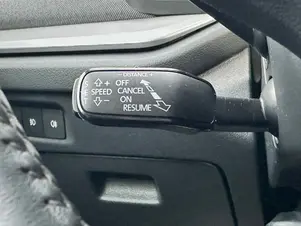 - DISTANCE +
+ OFF
SPEED CANCEL
- ON
RESUME